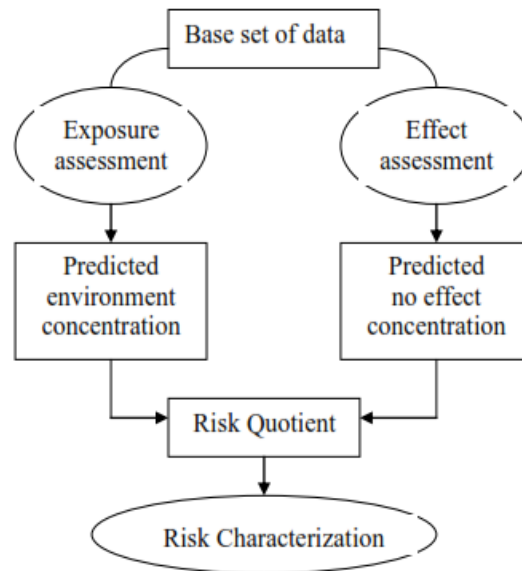 Base set of data
Exposure
assessment
Effect
assessment
Predicted
environment
concentration
Predicted
no effect
concentration
Risk Quotient
Risk Characterization